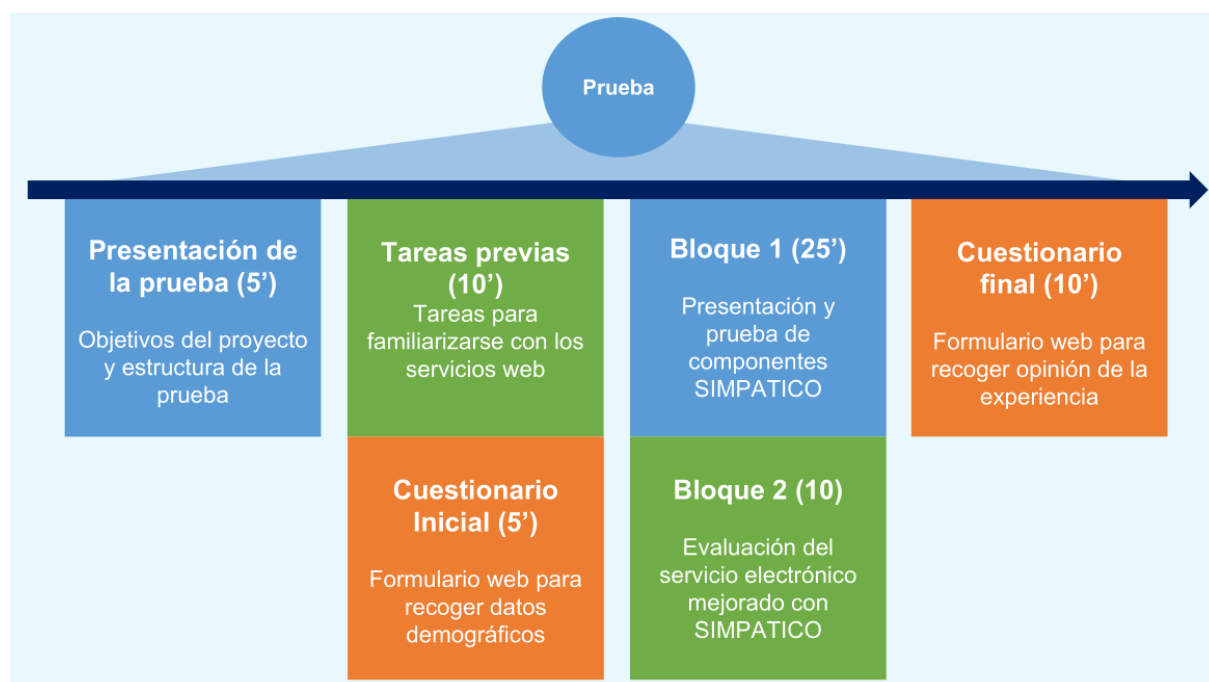 Prueba
Presentación de
la prueba (5’)
Objetivos del proyecto
y estructura de la
prueba
Tareas previas
(10’)
Tareas para
familiarizarse con los
servicios web
Cuestionario
Inicial (5’)
Formulario web para
recoger datos
demográficos
Bloque 1 (25’)
Presentación y
prueba de
componentes
SIMPATICO
Bloque 2 (10)
Evaluación del
servicio electrónico
mejorado con
SIMPATICO
Cuestionario
final (10’)
Formulario web para
recoger opinión de la
experiencia